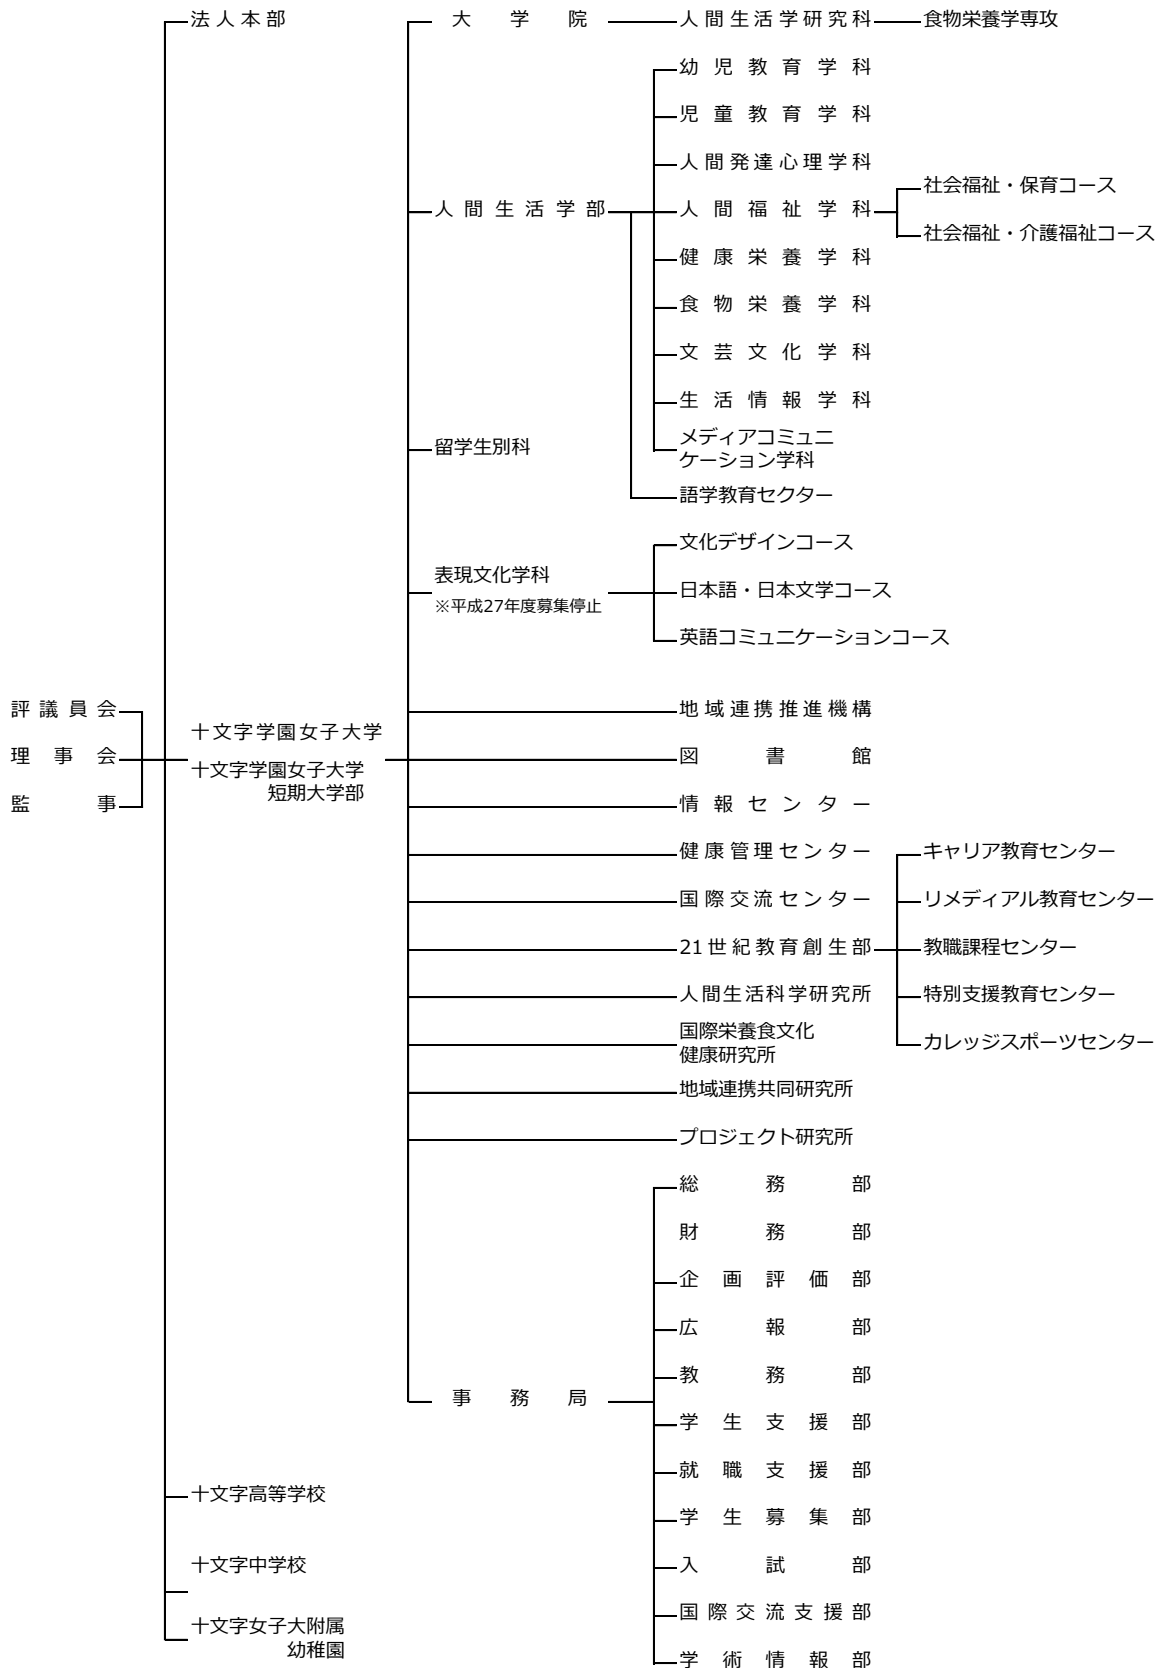 法人本部
大学院
人間生活学研究科
食物栄養学専攻
幼児教育学科
児童教育学科
人間発達心理学科
社会福祉・保育コース
人間生活学部
人間福祉学科
社会福祉・介護福祉コース
健康栄養学科
食物栄養学科
文芸文化学科
生活情報学科
留学生別科
メディアコミュニ
ケーション学科
語学教育セクター
文化デザインコース
表現文化学科
※平成27年度募集停止
日本語・日本文学コース
英語コミュニケーションコース
評議員会
理事会
監事
十文字学園女子大学
十文字学園女子大学
短期大学部
地域連携推進機構
図書館
情報センター
健康管理センター
キャリア教育センター
国際交流センター
リメディアル教育センター
21世紀教育創生部
教職課程センター
人間生活科学研究所
特別支援教育センター
国際栄養食文化
健康研究所
カレッジスポーツセンター
地域連携共同研究所
プロジェクト研究所
総務部
財務部
企画評価部
広報部
教務部
事務局
学生支援部
就職支援部
十文字高等学校
学生募集部
十文字中学校
入試部
国際交流支援部
十文字女子大附属
幼稚園
学術情報部